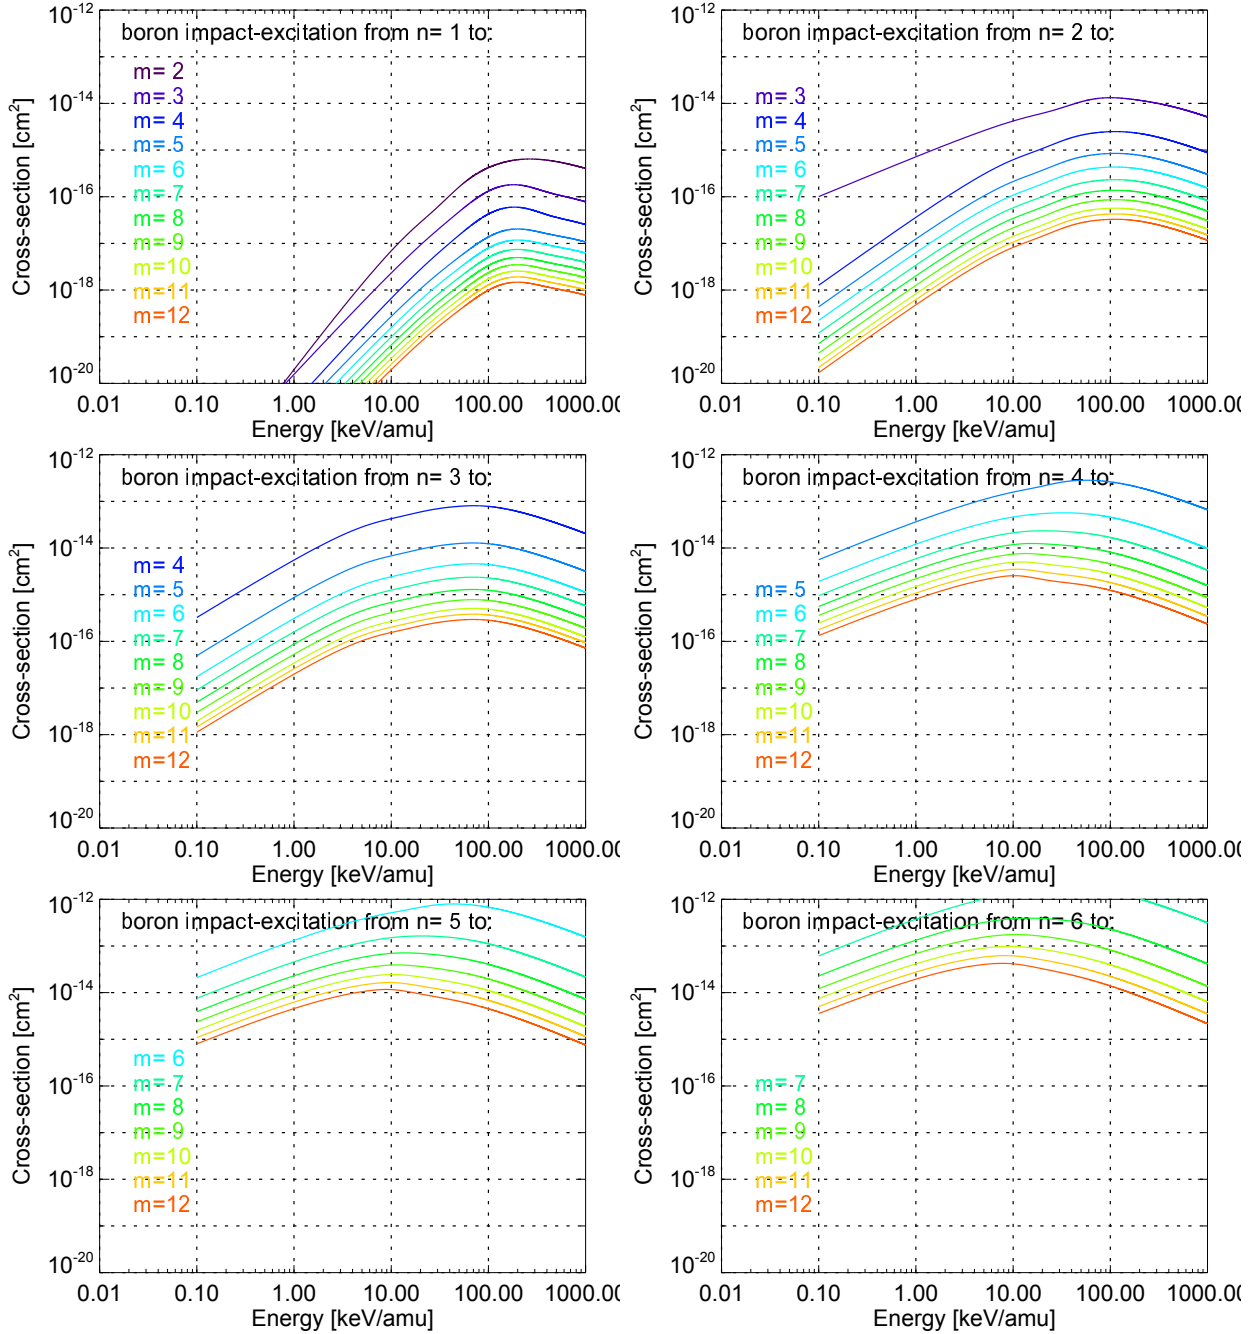 boron impact-excitation from n= 1 to:
m= 2
m= 3
m= 4
m= 5
m= 6
m= 7
m= 8
m= 9
m=10
m=11
m=12
10⁻¹²
10⁻¹⁴
10⁻¹⁶
10⁻¹⁸
10⁻²⁰
Cross-section [cm²]
0.01 0.10 1.00 10.00 100.00 1000.00
Energy [keV/amu]
boron impact-excitation from n= 2 to:
m= 3
m= 4
m= 5
m= 6
m= 7
m= 8
m= 9
m=10
m=11
m=12
10⁻¹²
10⁻¹⁴
10⁻¹⁶
10⁻¹⁸
10⁻²⁰
Cross-section [cm²]
0.01 0.10 1.00 10.00 100.00 1000.00
Energy [keV/amu]
boron impact-excitation from n= 3 to:
m= 4
m= 5
m= 6
m= 7
m= 8
m= 9
m=10
m=11
m=12
10⁻¹²
10⁻¹⁴
10⁻¹⁶
10⁻¹⁸
10⁻²⁰
Cross-section [cm²]
0.01 0.10 1.00 10.00 100.00 1000.00
Energy [keV/amu]
boron impact-excitation from n= 4 to:
m= 5
m= 6
m= 7
m= 8
m= 9
m=10
m=11
m=12
10⁻¹²
10⁻¹⁴
10⁻¹⁶
10⁻¹⁸
10⁻²⁰
Cross-section [cm²]
0.01 0.10 1.00 10.00 100.00 1000.00
Energy [keV/amu]
boron impact-excitation from n= 5 to:
m= 6
m= 7
m= 8
m= 9
m=10
m=11
m=12
10⁻¹²
10⁻¹⁴
10⁻¹⁶
10⁻¹⁸
10⁻²⁰
Cross-section [cm²]
0.01 0.10 1.00 10.00 100.00 1000.00
Energy [keV/amu]
boron impact-excitation from n= 6 to:
m= 7
m= 8
m= 9
m=10
m=11
m=12
10⁻¹²
10⁻¹⁴
10⁻¹⁶
10⁻¹⁸
10⁻²⁰
Cross-section [cm²]
0.01 0.10 1.00 10.00 100.00 1000.00
Energy [keV/amu]